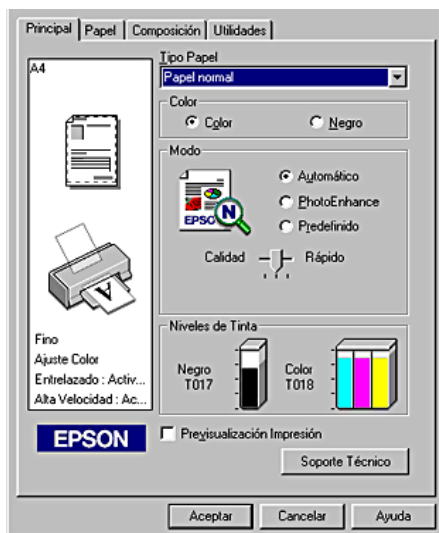 Principal Papel Composición Utilidades
A4
Tipo Papel
Papel normal
Color
Color Negro
Modo
EPSO N
Automático
PhotoEnhance
Predefinido
Calidad Rápido
Fino
Ajuste Color
Entrelazado : Activ...
Alta Velocidad : Ac...
Niveles de Tinta
Negro
T017
Color
T018
EPSON
Previsualización Impresión
Soporte Técnico
Aceptar Cancelar Ayuda